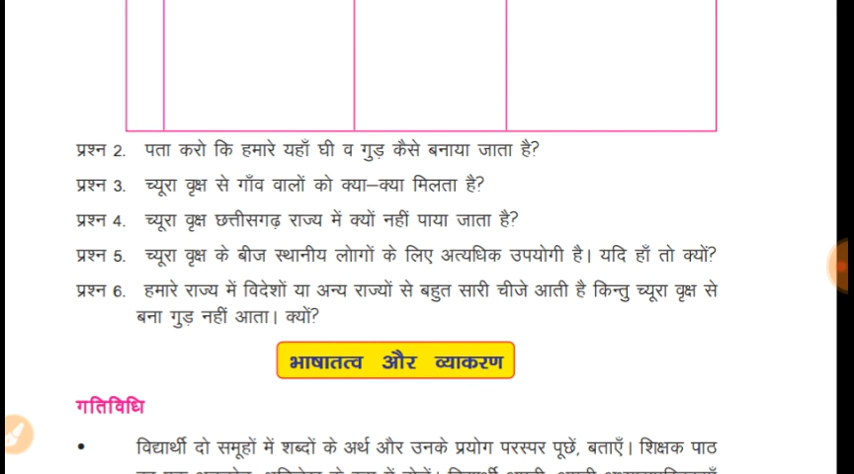 प्रश्न 2. पता करो कि हमारे यहाँ घी व गुड़ कैसे बनाया जाता है?
प्रश्न 3. च्यूरा वृक्ष से गाँव वालों को क्या–क्या मिलता है?
प्रश्न 4. च्यूरा वृक्ष छत्तीसगढ़ राज्य में क्यों नहीं पाया जाता है?
प्रश्न 5. च्यूरा वृक्ष के बीज स्थानीय लोागों के लिए अत्यधिक उपयोगी है। यदि हाँ तो क्यों?
प्रश्न 6. हमारे राज्य में विदेशों या अन्य राज्यों से बहुत सारी चीजे आती है किन्तु च्यूरा वृक्ष से
बना गुड़ नहीं आता। क्यों?
भाषातत्व और व्याकरण
गतिविधि
• विद्यार्थी दो समूहों में शब्दों के अर्थ और उनके प्रयोग परस्पर पूछें, बताएँ। शिक्षक पाठ